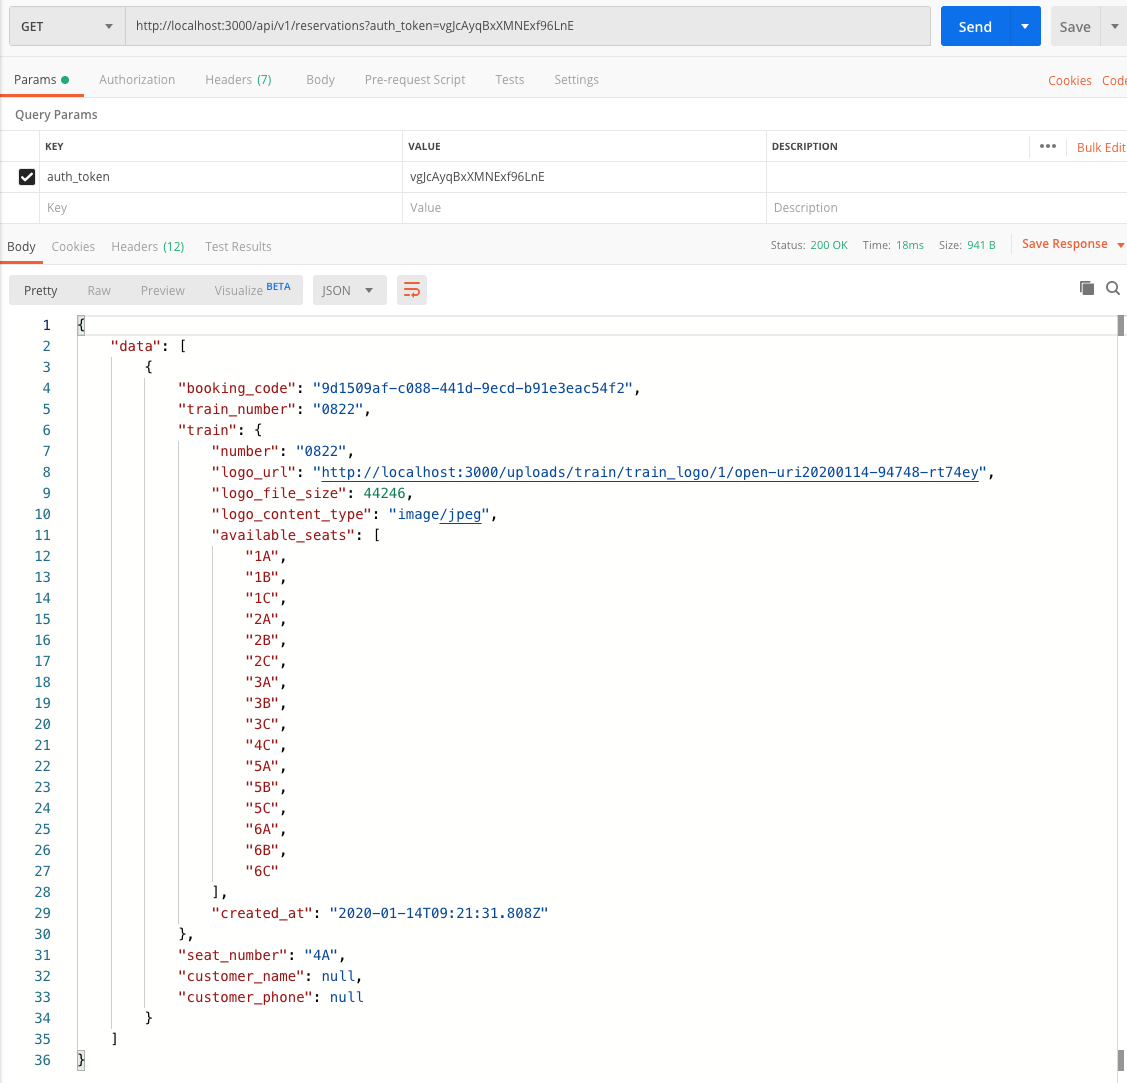 GET http://localhost:3000/api/v1/reservations?auth_token=vgJcAyqBxXMNExf96LnE Send Save
Params Authorization Headers (7) Body Pre-request Script Tests Settings Cookies Code
Query Params
KEY VALUE DESCRIPTION ••• Bulk Edit
auth_token vgJcAyqBxXMNExf96LnE
Key Value Description
Body Cookies Headers (12) Test Results Status: 200 OK Time: 18ms Size: 941 B Save Response
Pretty Raw Preview Visualize BETA JSON
1 {
2 "data": [
3 {
4 "booking_code": "9d1509af-c088-441d-9ecd-b91e3eac54f2",
5 "train_number": "0822",
6 "train": {
7 "number": "0822",
8 "logo_url": "http://localhost:3000/uploads/train/train_logo/1/open-uri20200114-94748-rt74ey",
9 "logo_file_size": 44246,
10 "logo_content_type": "image/jpeg",
11 "available_seats": [
12 "1A",
13 "1B",
14 "1C",
15 "2A",
16 "2B",
17 "2C",
18 "3A",
19 "3B",
20 "3C",
21 "4C",
22 "5A",
23 "5B",
24 "5C",
25 "6A",
26 "6B",
27 "6C"
28 ],
29 "created_at": "2020-01-14T09:21:31.808Z"
30 },
31 "seat_number": "4A",
32 "customer_name": null,
33 "customer_phone": null
34 }
35 ]
36 }